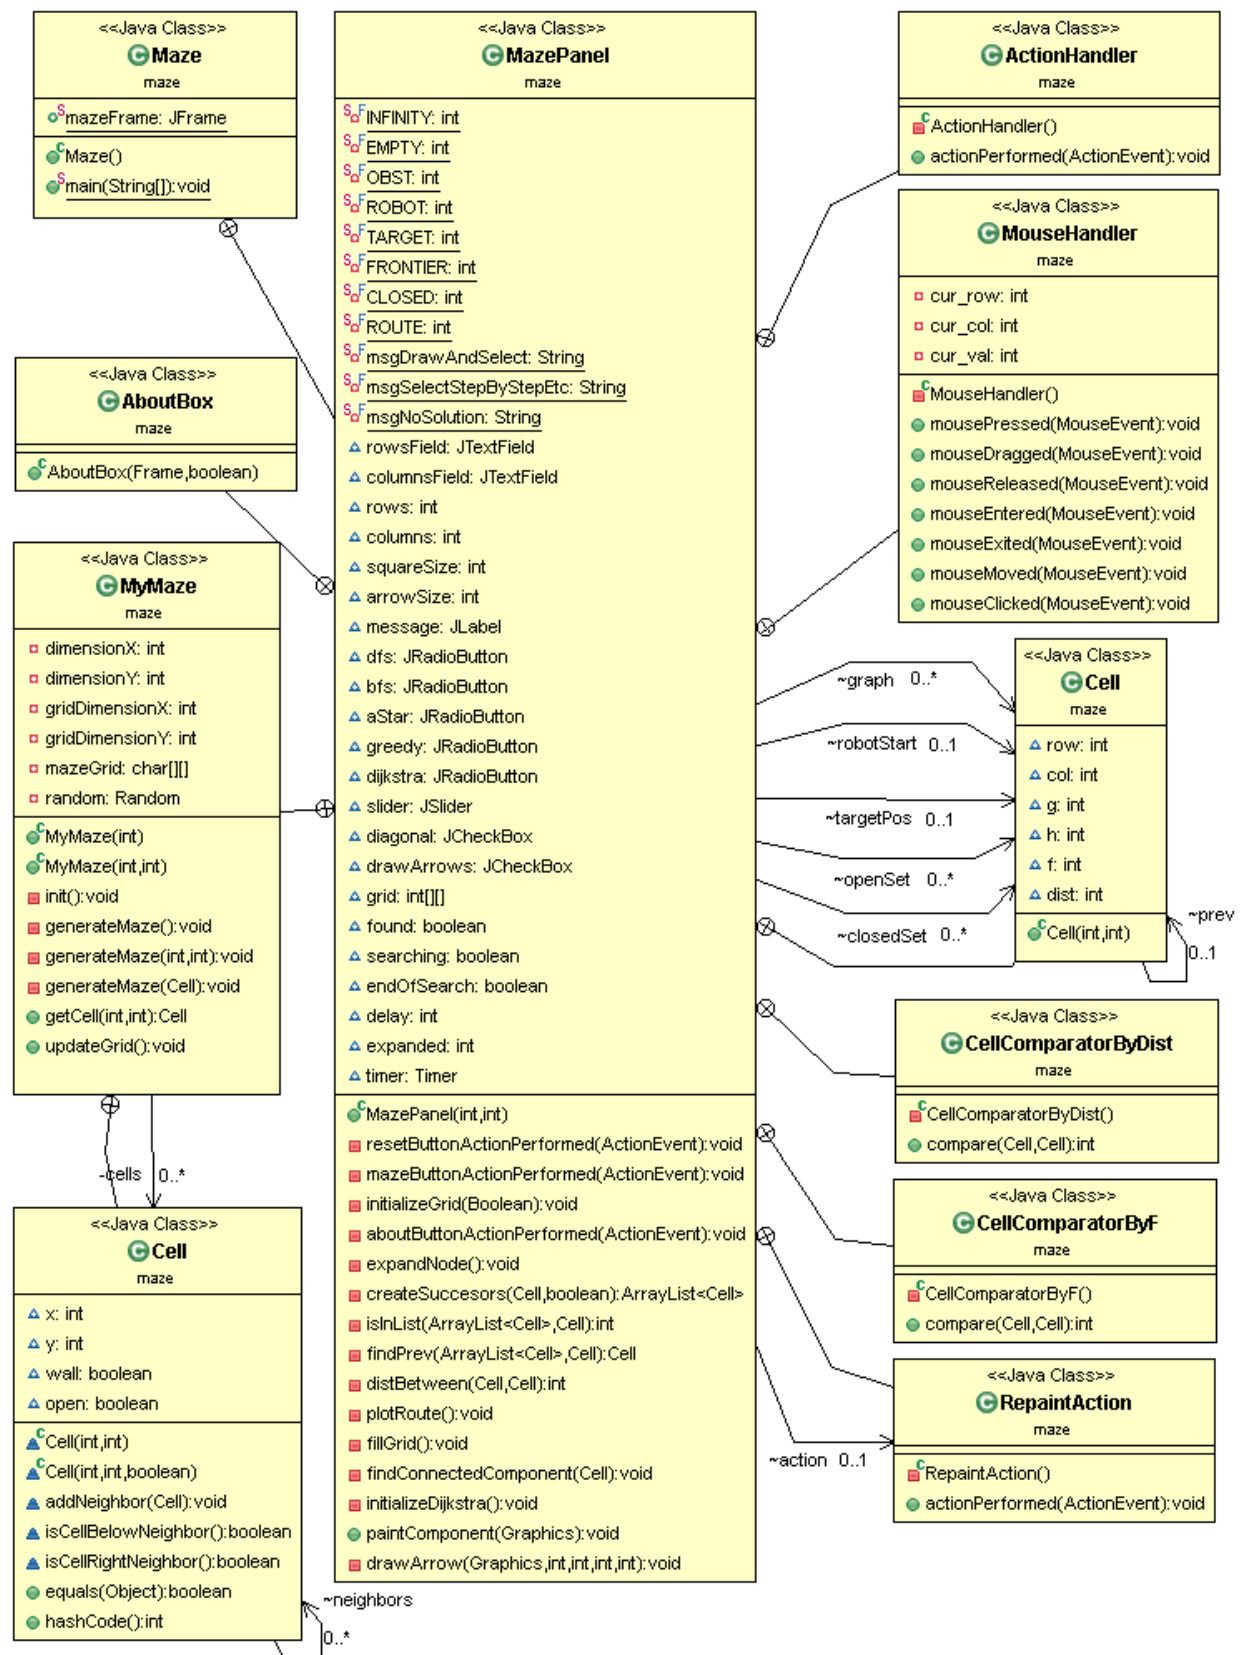 <<Java Class>>
Maze
maze
mazeFrame: JFrame
Maze()
main(String[]):void
<<Java Class>>
AboutBox
maze
AboutBox(Frame,boolean)
<<Java Class>>
MyMaze
maze
dimensionX: int
dimensionY: int
gridDimensionX: int
gridDimensionY: int
mazeGrid: char[][]
random: Random
MyMaze(int)
MyMaze(int,int)
init():void
generateMaze():void
generateMaze(int,int):void
generateMaze(Cell):void
getCell(int,int):Cell
updateGrid():void
-cells 0..*
<<Java Class>>
Cell
maze
x: int
y: int
wall: boolean
open: boolean
Cell(int,int)
Cell(int,int,boolean)
addNeighbor(Cell):void
isCellBelowNeighbor():boolean
isCellRightNeighbor():boolean
equals(Object):boolean
hashCode():int
~neighbors
0..*
<<Java Class>>
MazePanel
maze
INFINITY: int
EMPTY: int
OBST: int
ROBOT: int
TARGET: int
FRONTIER: int
CLOSED: int
ROUTE: int
msgDrawAndSelect: String
msgSelectStepByStepEtc: String
msgNoSolution: String
rowsField: JTextField
columnsField: JTextField
rows: int
columns: int
squareSize: int
arrowSize: int
message: JLabel
dfs: JRadioButton
bfs: JRadioButton
aStar: JRadioButton
greedy: JRadioButton
dijkstra: JRadioButton
slider: JSlider
diagonal: JCheckBox
drawArrows: JCheckBox
grid: int[][]
found: boolean
searching: boolean
endOfSearch: boolean
delay: int
expanded: int
timer: Timer
MazePanel(int,int)
resetButtonActionPerformed(ActionEvent):void
mazeButtonActionPerformed(ActionEvent):void
initializeGrid(Boolean):void
aboutButtonActionPerformed(ActionEvent):void
expandNode():void
createSuccesors(Cell,boolean):ArrayList<Cell>
isInList(ArrayList<Cell>,Cell):int
findPrev(ArrayList<Cell>,Cell):Cell
distBetween(Cell,Cell):int
plotRoute():void
fillGrid():void
findConnectedComponent(Cell):void
initializeDijkstra():void
paintComponent(Graphics):void
drawArrow(Graphics,int,int,int,int):void
<<Java Class>>
ActionHandler
maze
ActionHandler()
actionPerformed(ActionEvent):void
<<Java Class>>
MouseHandler
maze
cur_row: int
cur_col: int
cur_val: int
MouseHandler()
mousePressed(MouseEvent):void
mouseDragged(MouseEvent):void
mouseReleased(MouseEvent):void
mouseEntered(MouseEvent):void
mouseExited(MouseEvent):void
mouseMoved(MouseEvent):void
mouseClicked(MouseEvent):void
~graph 0..*
~robotStart 0..1
~targetPos 0..1
~openSet 0..*
~closedSet 0..*
<<Java Class>>
Cell
maze
row: int
col: int
g: int
h: int
f: int
dist: int
Cell(int,int)
~prev
0..1
<<Java Class>>
CellComparatorByDist
maze
CellComparatorByDist()
compare(Cell,Cell):int
<<Java Class>>
CellComparatorByF
maze
CellComparatorByF()
compare(Cell,Cell):int
~action 0..1
<<Java Class>>
RepaintAction
maze
RepaintAction()
actionPerformed(ActionEvent):void